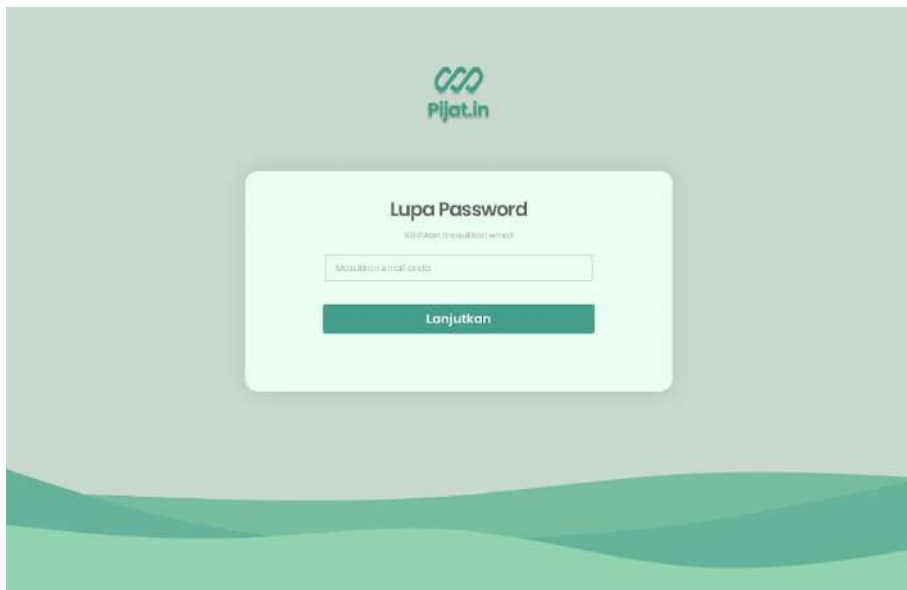 Pijat.in
Lupa Password
Silahkan masukkan email
Masukkan email anda
Lanjutkan